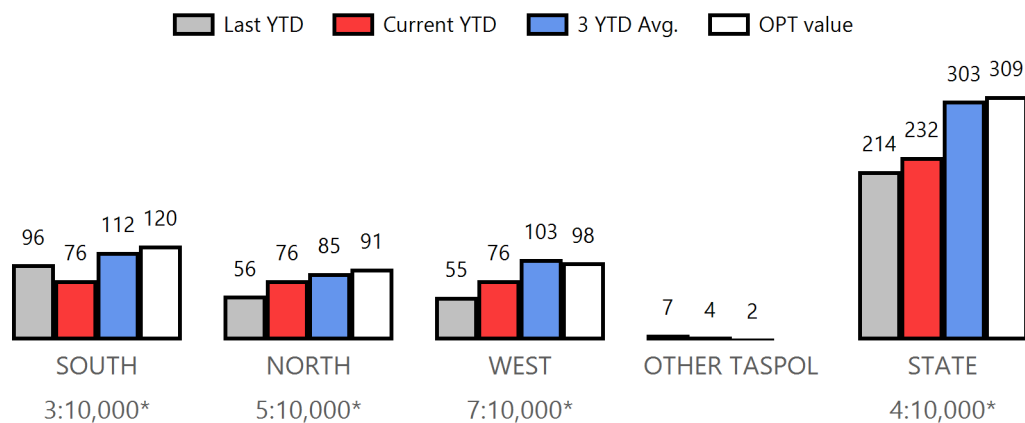 Last YTD Current YTD 3 YTD Avg. OPT value
96 76 112 120 56 76 85 91 55 76 103 98 7 4 2 214 232 303 309
SOUTH NORTH WEST OTHER TASPOL STATE
3:10,000* 5:10,000* 7:10,000* 4:10,000*